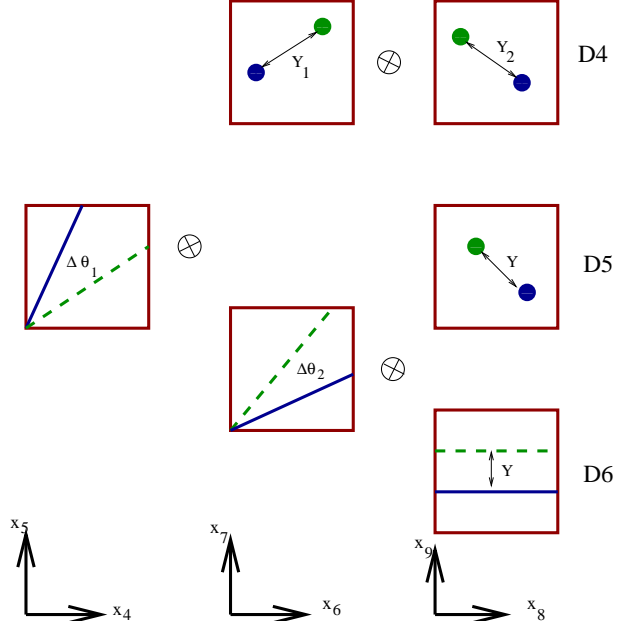 Y₁ ⊗ Y₂ D4
Δθ₁ ⊗ Y D5
Δθ₂ ⊗
Y D6
x₅ x₇ x₉
x₄ x₆ x₈